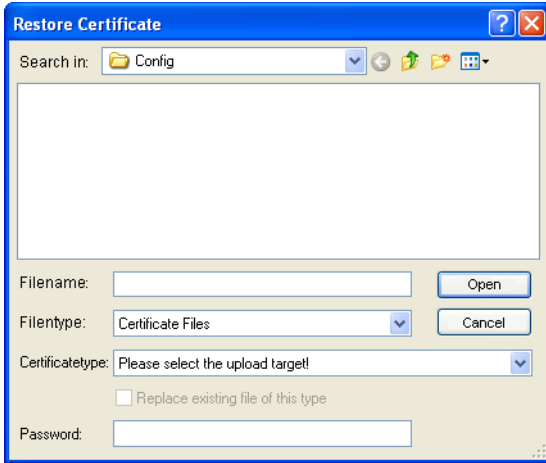 Restore Certificate
Search in: Config
Filename:
Open
Filentype: Certificate Files
Cancel
Certificatetype: Please select the upload target!
Replace existing file of this type
Password: